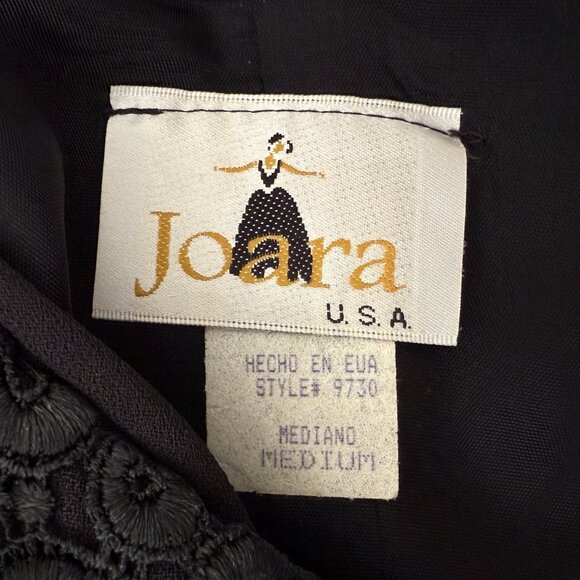 Joara
U.S.A.
HECHO EN EUA
STYLE# 9730
MEDIANO
MEDIUM